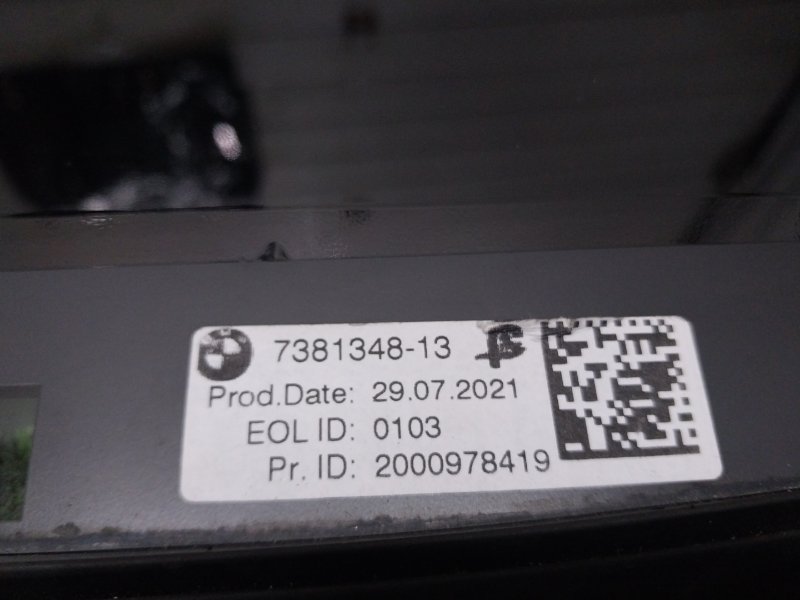 7381348-13
Prod.Date: 29.07.2021
EOL ID: 0103
Pr. ID: 2000978419